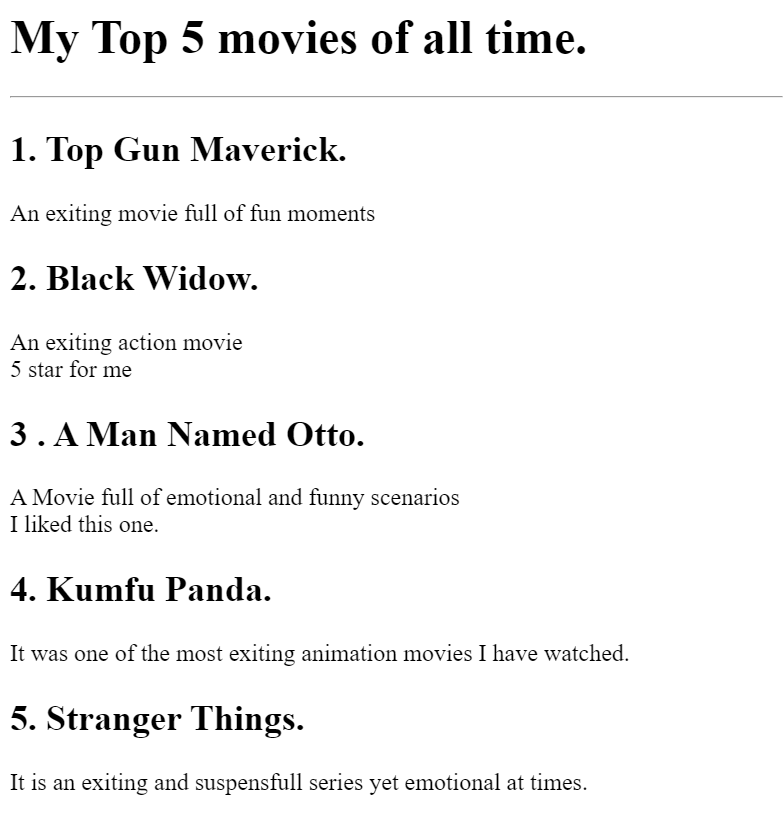 My Top 5 movies of all time.
1. Top Gun Maverick.
An exiting movie full of fun moments
2. Black Widow.
An exiting action movie
5 star for me
3 . A Man Named Otto.
A Movie full of emotional and funny scenarios
I liked this one.
4. Kumfu Panda.
It was one of the most exiting animation movies I have watched.
5. Stranger Things.
It is an exiting and suspensfull series yet emotional at times.